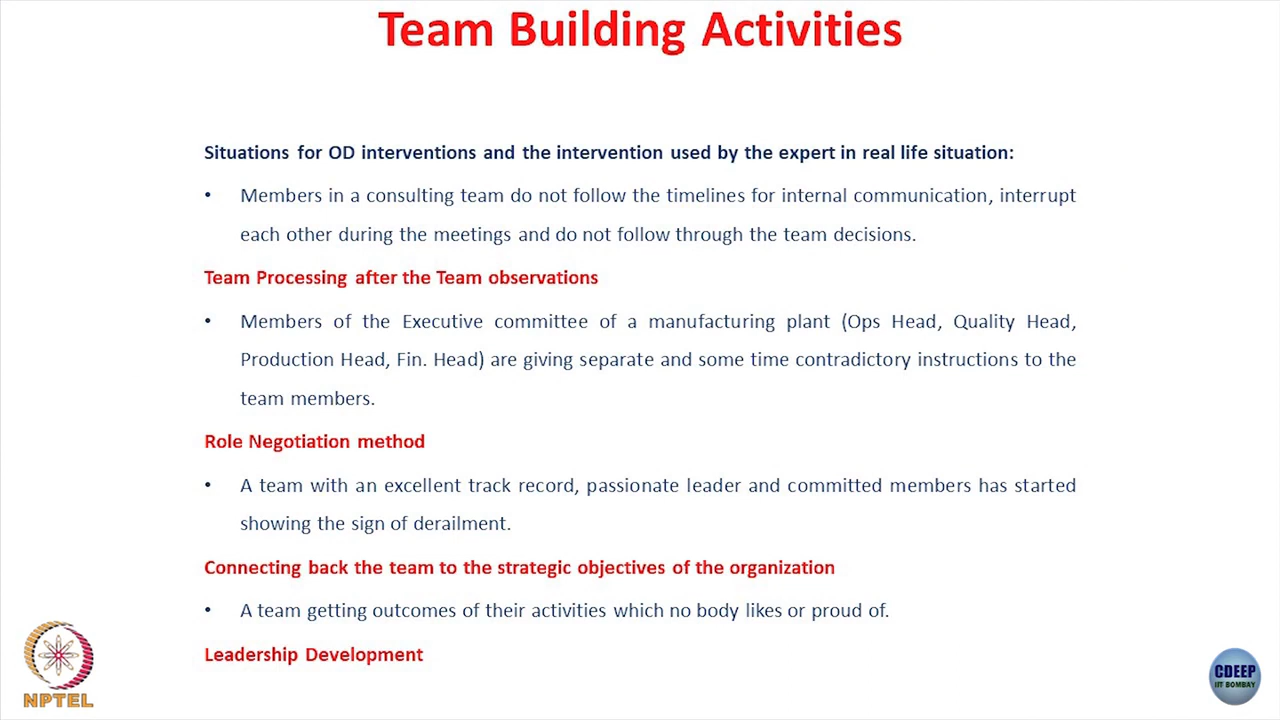 Team Building Activities
Situations for OD interventions and the intervention used by the expert in real life situation:
• Members in a consulting team do not follow the timelines for internal communication, interrupt
each other during the meetings and do not follow through the team decisions.
Team Processing after the Team observations
• Members of the Executive committee of a manufacturing plant (Ops Head, Quality Head,
Production Head, Fin. Head) are giving separate and some time contradictory instructions to the
team members.
Role Negotiation method
• A team with an excellent track record, passionate leader and committed members has started
showing the sign of derailment.
Connecting back the team to the strategic objectives of the organization
• A team getting outcomes of their activities which no body likes or proud of.
Leadership Development
NPTEL
CDEEP
IIT BOMBAY